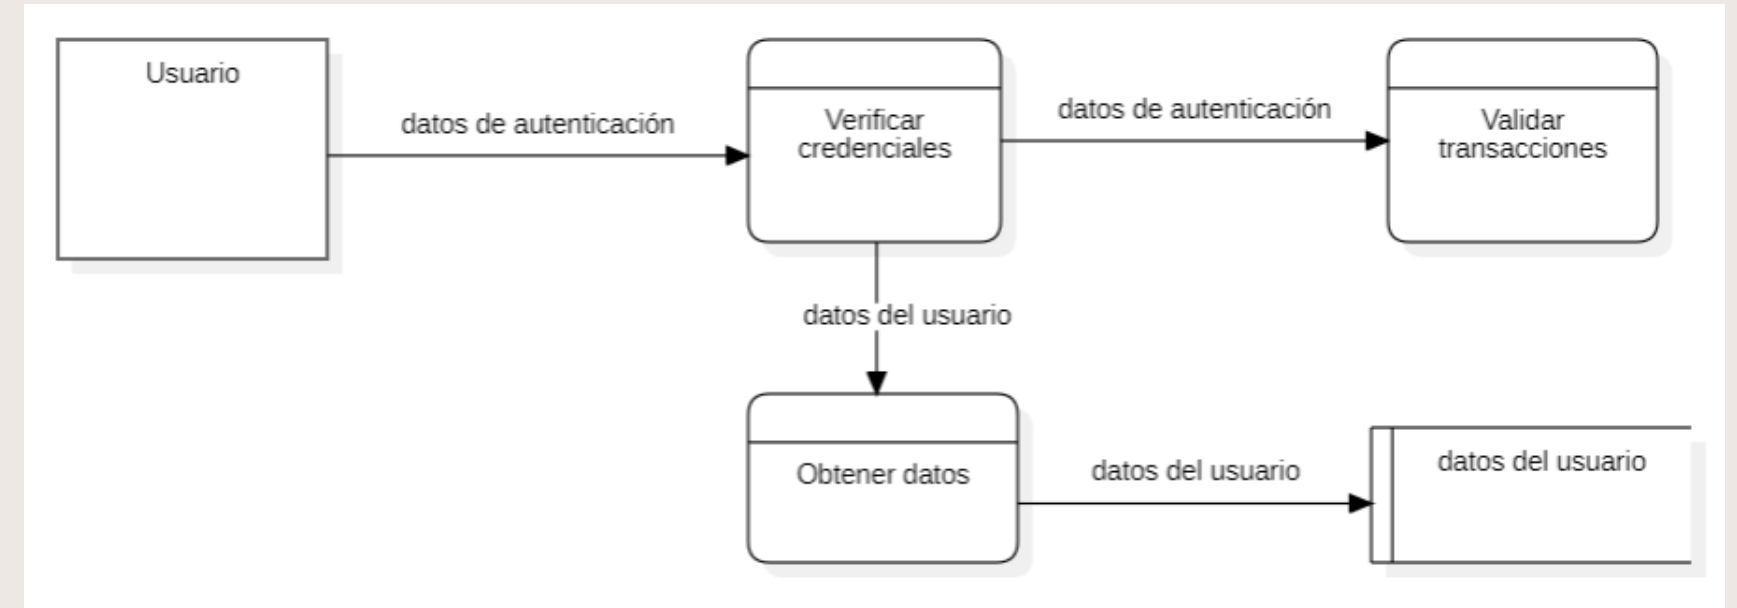 Usuario
datos de autenticación
Verificar
credenciales
datos de autenticación
Validar
transacciones
datos del usuario
Obtener datos
datos del usuario
datos del usuario